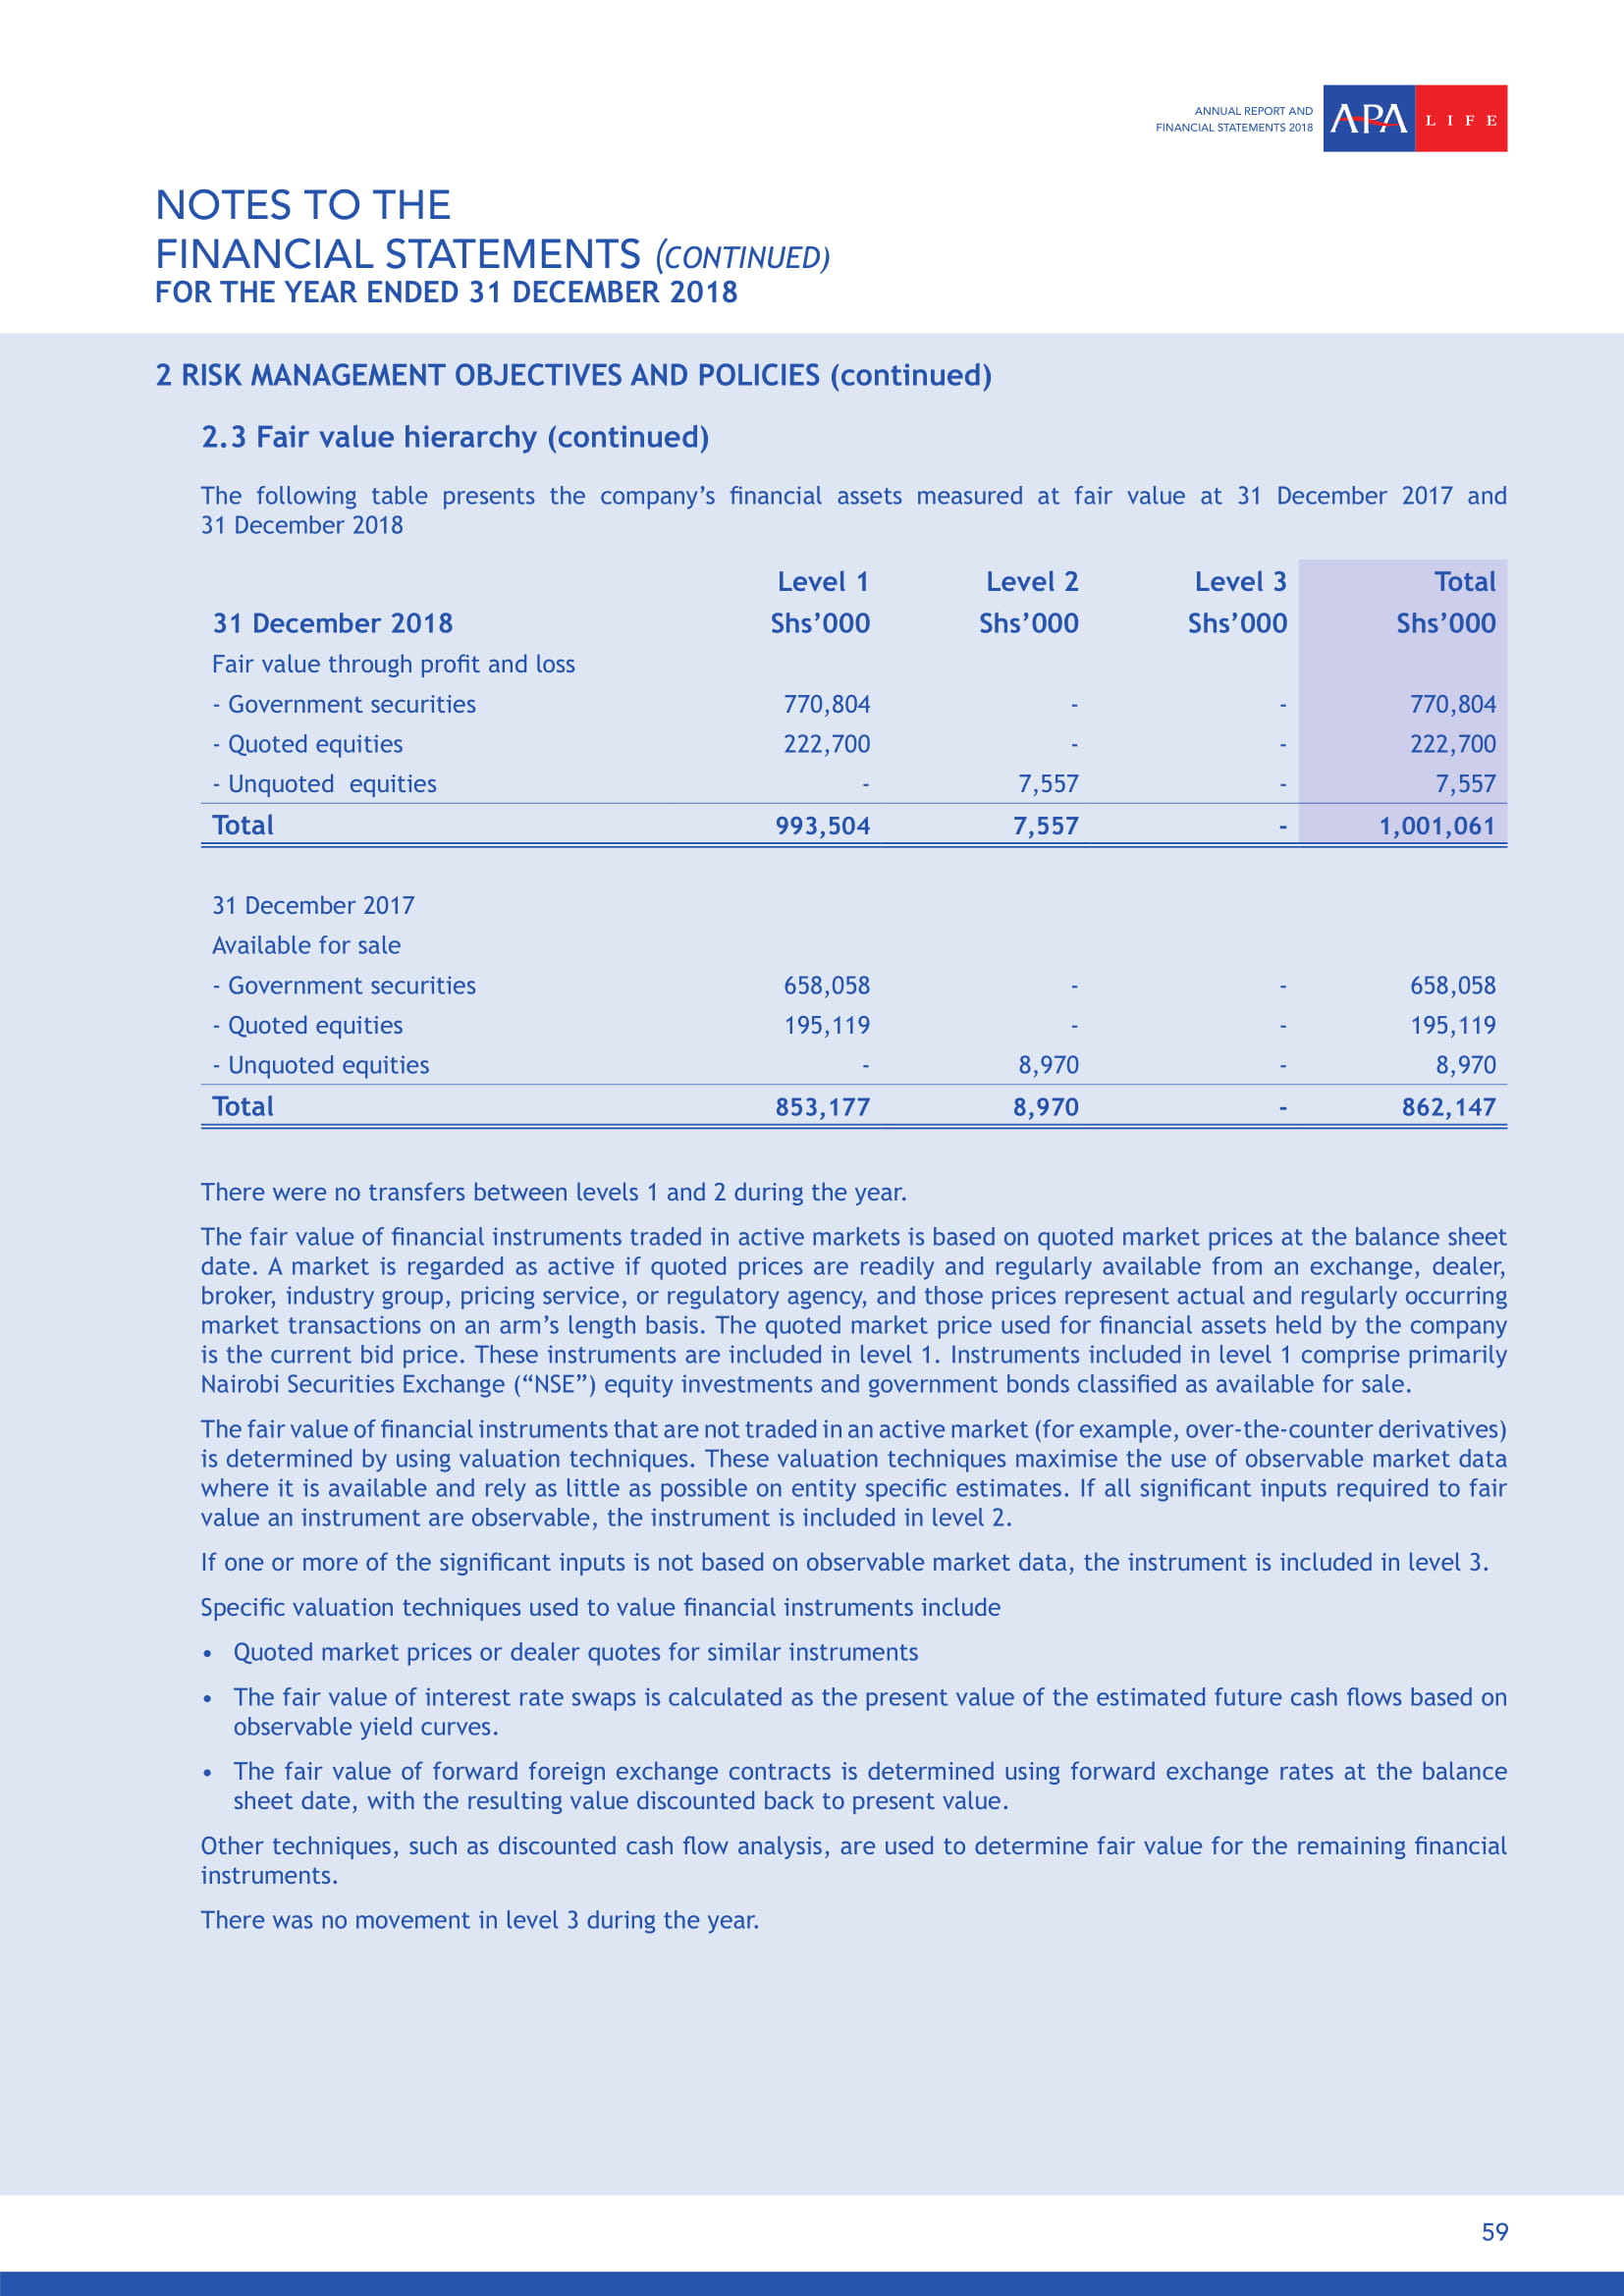 ANNUAL REPORT AND
FINANCIAL STATEMENTS 2018
APA LIFE
NOTES TO THE
FINANCIAL STATEMENTS (CONTINUED)
FOR THE YEAR ENDED 31 DECEMBER 2018
2 RISK MANAGEMENT OBJECTIVES AND POLICIES (continued)
2.3 Fair value hierarchy (continued)
The following table presents the company’s financial assets measured at fair value at 31 December 2017 and
31 December 2018
Level 1 Level 2 Level 3 Total
31 December 2018 Shs’000 Shs’000 Shs’000 Shs’000
Fair value through profit and loss
- Government securities 770,804 - - 770,804
- Quoted equities 222,700 - - 222,700
- Unquoted equities - 7,557 - 7,557
Total 993,504 7,557 - 1,001,061
31 December 2017
Available for sale
- Government securities 658,058 - - 658,058
- Quoted equities 195,119 - - 195,119
- Unquoted equities - 8,970 - 8,970
Total 853,177 8,970 - 862,147
There were no transfers between levels 1 and 2 during the year.
The fair value of financial instruments traded in active markets is based on quoted market prices at the balance sheet
date. A market is regarded as active if quoted prices are readily and regularly available from an exchange, dealer,
broker, industry group, pricing service, or regulatory agency, and those prices represent actual and regularly occurring
market transactions on an arm’s length basis. The quoted market price used for financial assets held by the company
is the current bid price. These instruments are included in level 1. Instruments included in level 1 comprise primarily
Nairobi Securities Exchange (“NSE”) equity investments and government bonds classified as available for sale.
The fair value of financial instruments that are not traded in an active market (for example, over-the-counter derivatives)
is determined by using valuation techniques. These valuation techniques maximise the use of observable market data
where it is available and rely as little as possible on entity specific estimates. If all significant inputs required to fair
value an instrument are observable, the instrument is included in level 2.
If one or more of the significant inputs is not based on observable market data, the instrument is included in level 3.
Specific valuation techniques used to value financial instruments include
• Quoted market prices or dealer quotes for similar instruments
• The fair value of interest rate swaps is calculated as the present value of the estimated future cash flows based on
observable yield curves.
• The fair value of forward foreign exchange contracts is determined using forward exchange rates at the balance
sheet date, with the resulting value discounted back to present value.
Other techniques, such as discounted cash flow analysis, are used to determine fair value for the remaining financial
instruments.
There was no movement in level 3 during the year.
59